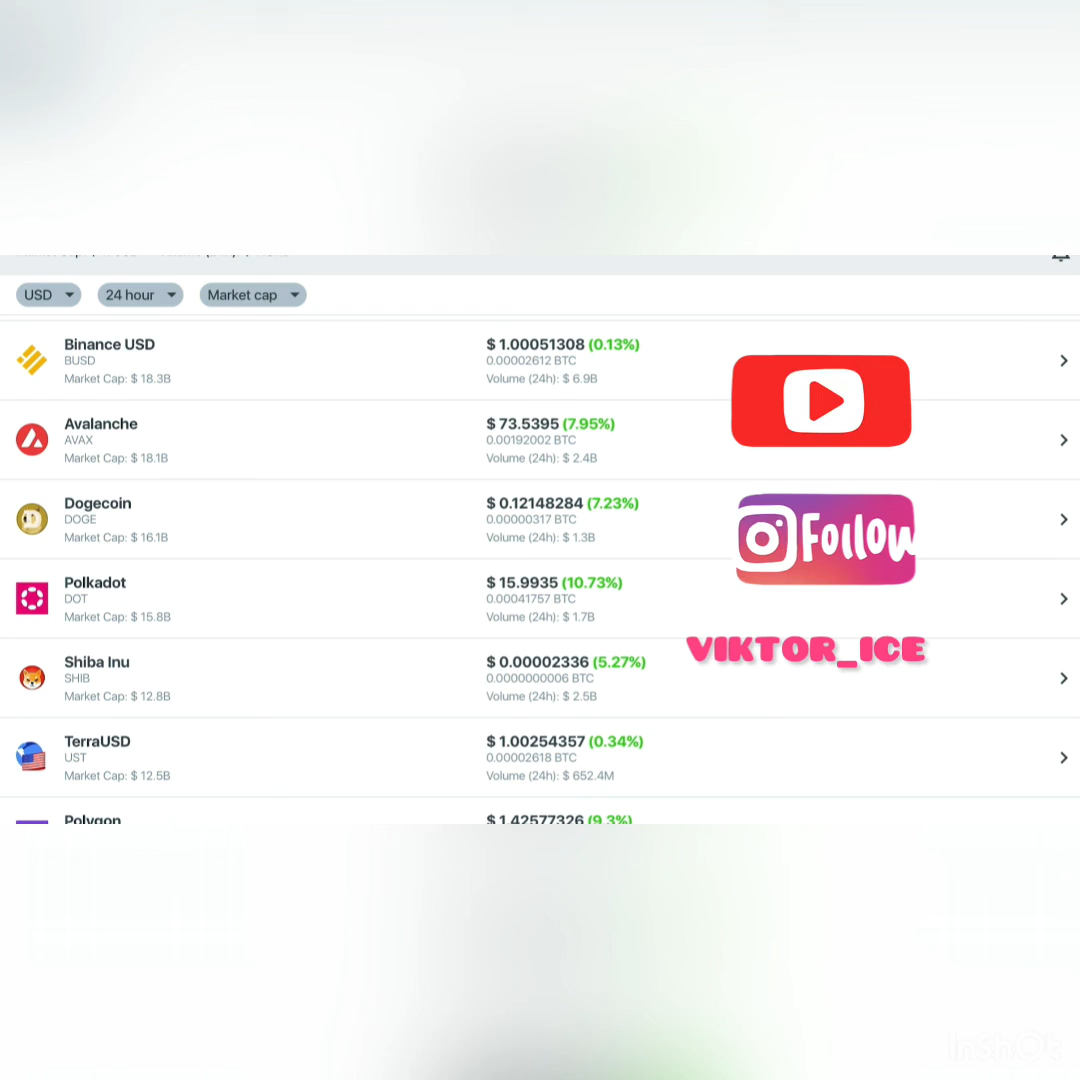 USD
24 hour
Market cap
Binance USD
$ 1.00051308 (0.13%)
BUSD
0.00002612 BTC
Market Cap: $ 18.3B
Volume (24h): $ 6.9B
Avalanche
$ 73.5395 (7.95%)
AVAX
0.00192002 BTC
Market Cap: $ 18.1B
Volume (24h): $ 2.4B
Dogecoin
$ 0.12148284 (7.23%)
DOGE
0.00000317 BTC
Market Cap: $ 16.1B
Volume (24h): $ 1.3B
Follow
Polkadot
$ 15.9935 (10.73%)
DOT
0.00041757 BTC
Market Cap: $ 15.8B
Volume (24h): $ 1.7B
VIKTOR_ICE
Shiba Inu
$ 0.00002336 (5.27%)
SHIB
0.0000000006 BTC
Market Cap: $ 12.8B
Volume (24h): $ 2.5B
TerraUSD
$ 1.00254357 (0.34%)
UST
0.00002618 BTC
Market Cap: $ 12.5B
Volume (24h): $ 652.4M
Polygon
$ 1.42577326 (9.3%)
InShOt